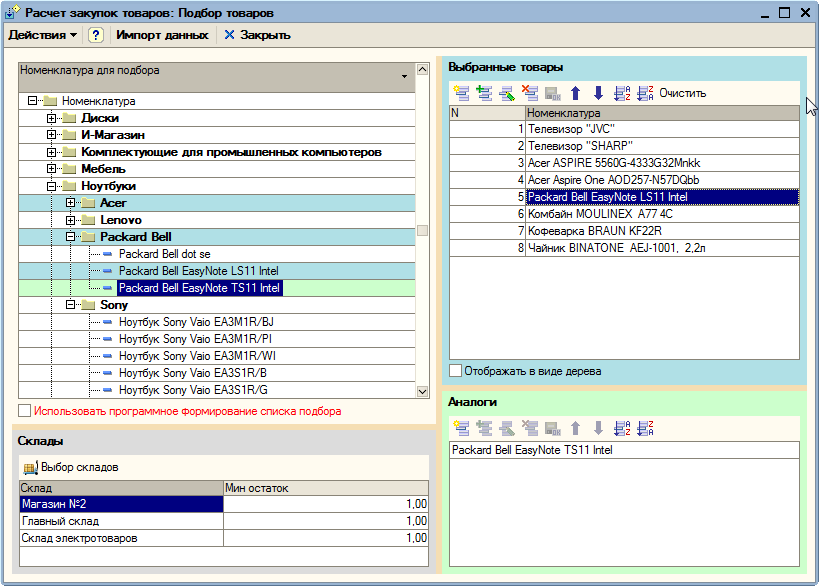 Расчет закупок товаров: Подбор товаров
Действия ? Импорт данных Закрыть
Номенклатура для подбора
Номенклатура
Диски
И-Магазин
Комплектующие для промышленных компьютеров
Мебель
Ноутбуки
Acer
Lenovo
Packard Bell
Packard Bell dot se
Packard Bell EasyNote LS11 Intel
Packard Bell EasyNote TS11 Intel
Sony
Ноутбук Sony Vaio EA3M1R/BJ
Ноутбук Sony Vaio EA3M1R/PI
Ноутбук Sony Vaio EA3M1R/WI
Ноутбук Sony Vaio EA3S1R/B
Ноутбук Sony Vaio EA3S1R/G
Использовать программное формирование списка подбора
Склады
Выбор складов
Склад Мин остаток
Магазин №2 1,00
Главный склад 1,00
Склад электротоваров 1,00
Выбранные товары
Очистить
N Номенклатура
1 Телевизор "JVC"
2 Телевизор "SHARP"
3 Acer ASPIRE 5560G-4333G32Mnkk
4 Acer Aspire One AOD257-N57DQbb
5 Packard Bell EasyNote LS11 Intel
6 Комбайн MOULINEX A77 4C
7 Кофеварка BRAUN KF22R
8 Чайник BINATONE AEJ-1001, 2,2л
Отображать в виде дерева
Аналоги
Packard Bell EasyNote TS11 Intel